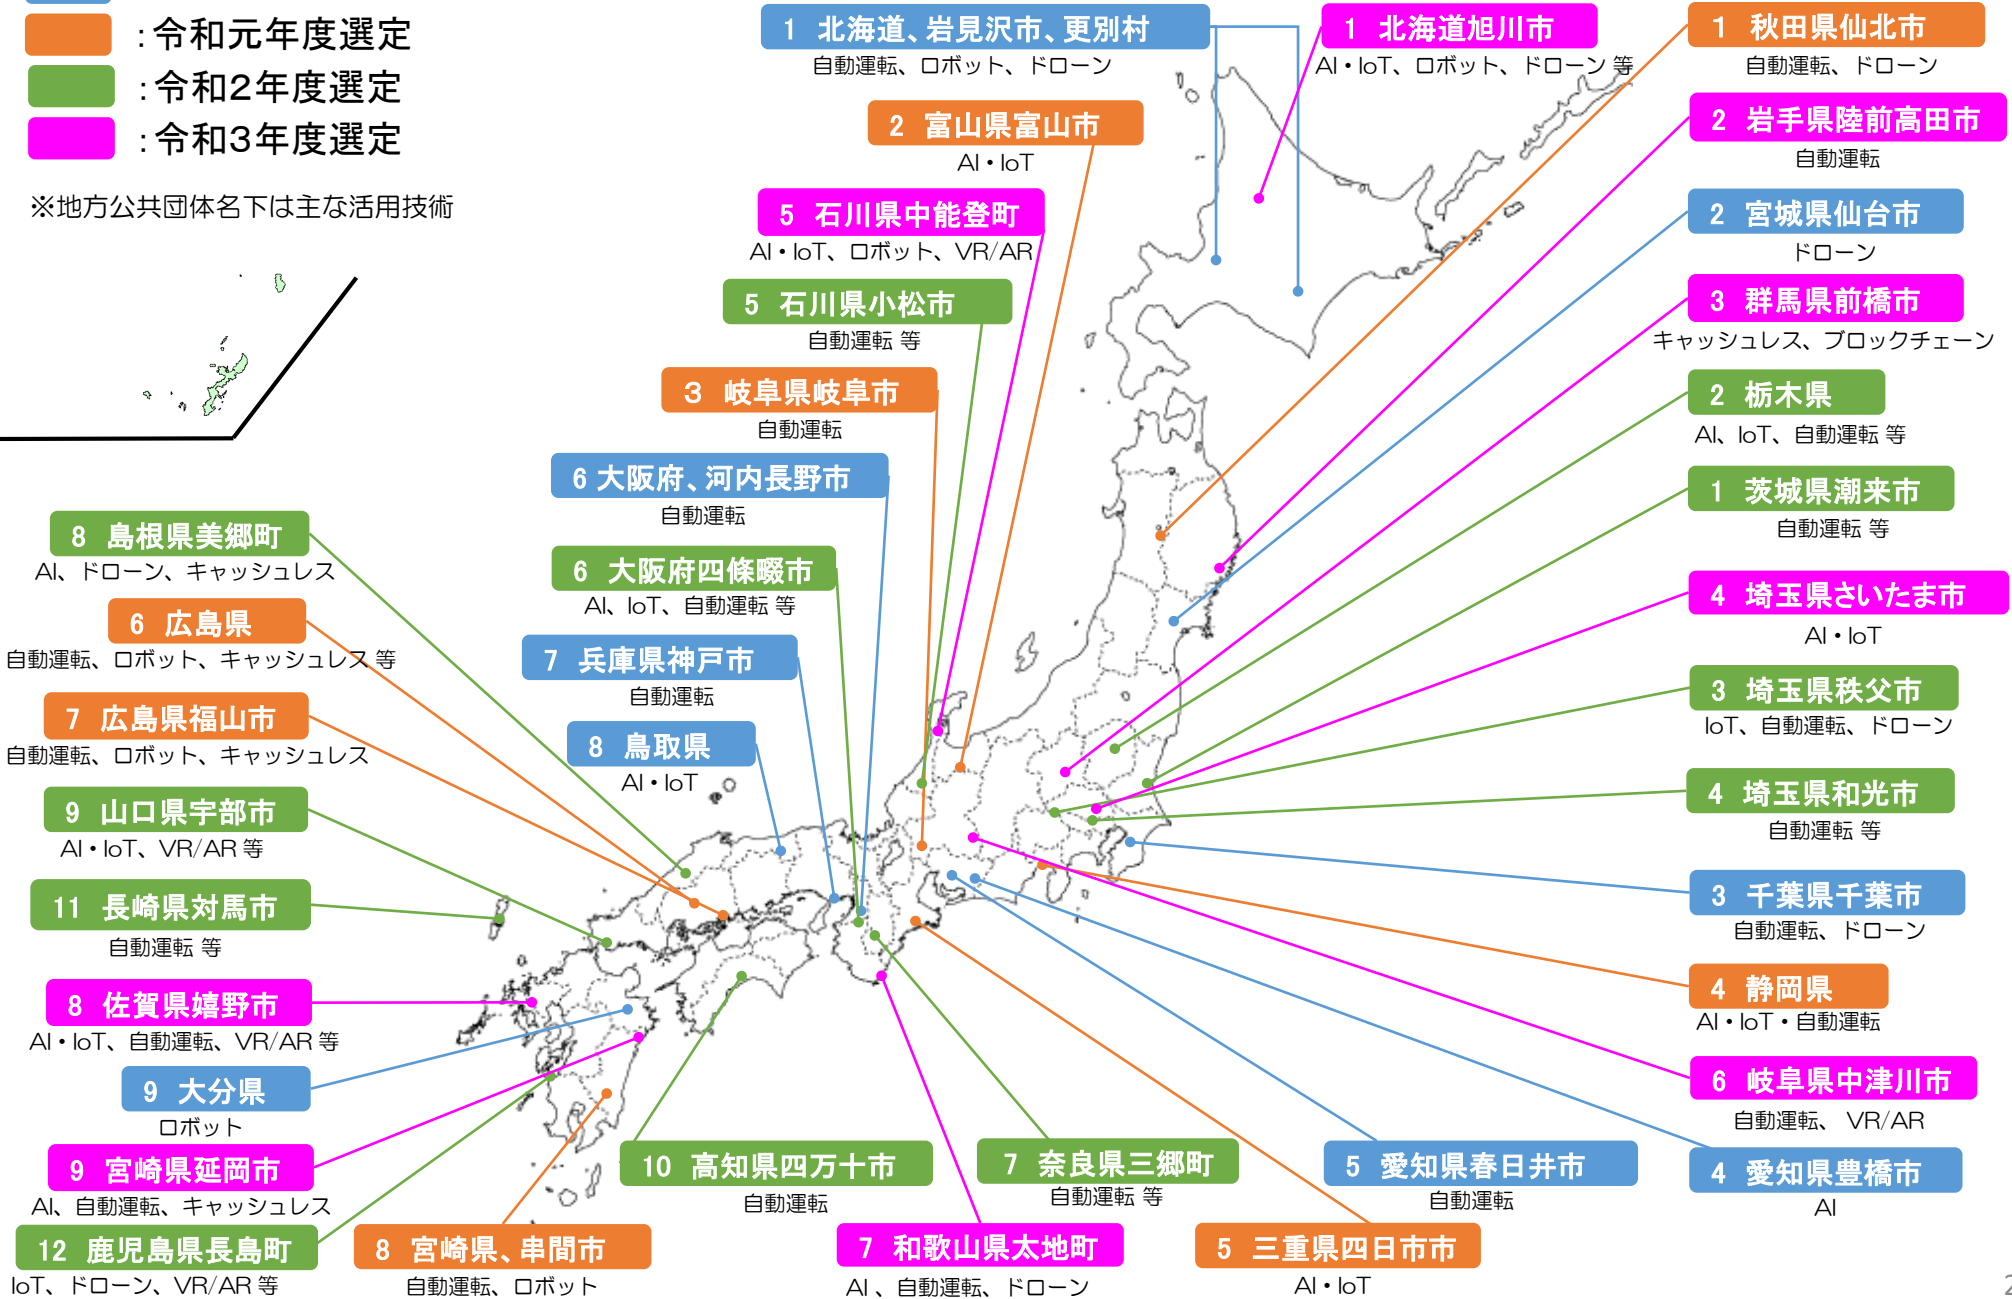 :令和元年度選定
:令和2年度選定
:令和3年度選定
※地方公共団体名下は主な活用技術
1 北海道、岩見沢市、更別村
自動運転、ロボット、ドローン
1 北海道旭川市
AI・IoT、ロボット、ドローン 等
1 秋田県仙北市
自動運転、ドローン
2 富山県富山市
AI・IoT
2 岩手県陸前高田市
自動運転
5 石川県中能登町
AI・IoT、ロボット、VR/AR
2 宮城県仙台市
ドローン
5 石川県小松市
自動運転 等
3 群馬県前橋市
キャッシュレス、ブロックチェーン
3 岐阜県岐阜市
自動運転
2 栃木県
AI、IoT、自動運転 等
6 大阪府、河内長野市
自動運転
1 茨城県潮来市
自動運転 等
8 島根県美郷町
AI、ドローン、キャッシュレス
6 大阪府四條畷市
AI、IoT、自動運転 等
4 埼玉県さいたま市
AI・IoT
6 広島県
自動運転、ロボット、キャッシュレス 等
7 兵庫県神戸市
自動運転
3 埼玉県秩父市
IoT、自動運転、ドローン
7 広島県福山市
自動運転、ロボット、キャッシュレス
8 鳥取県
AI・IoT
4 埼玉県和光市
自動運転 等
9 山口県宇部市
AI・IoT、VR/AR 等
3 千葉県千葉市
自動運転、ドローン
11 長崎県対馬市
自動運転 等
4 静岡県
AI・IoT・自動運転
8 佐賀県嬉野市
AI・IoT、自動運転、VR/AR 等
6 岐阜県中津川市
自動運転、 VR/AR
9 大分県
ロボット
9 宮崎県延岡市
AI、自動運転、キャッシュレス
10 高知県四万十市
自動運転
7 奈良県三郷町
自動運転 等
5 愛知県春日井市
自動運転
4 愛知県豊橋市
AI
12 鹿児島県長島町
IoT、ドローン、VR/AR 等
8 宮崎県、串間市
自動運転、ロボット
7 和歌山県太地町
AI 、自動運転、ドローン
5 三重県四日市市
AI・IoT